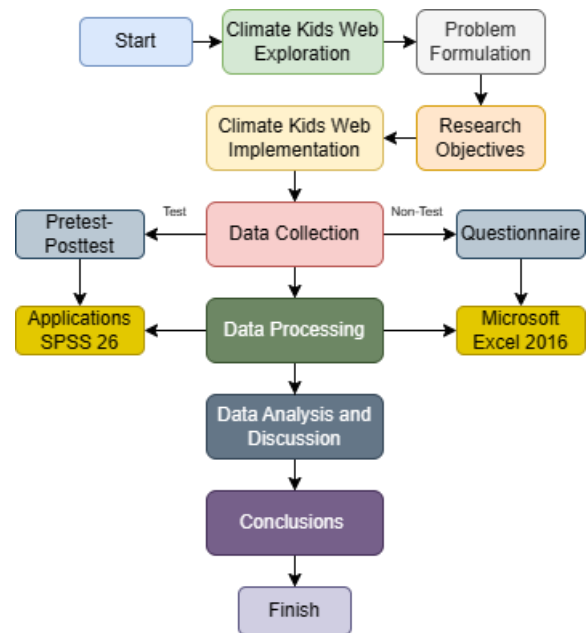 Start
Climate Kids Web
Exploration
Problem
Formulation
Climate Kids Web
Implementation
Research
Objectives
Pretest-
Posttest
Test
Data Collection
Non-Test
Questionnaire
Applications
SPSS 26
Data Processing
Microsoft
Excel 2016
Data Analysis and
Discussion
Conclusions
Finish